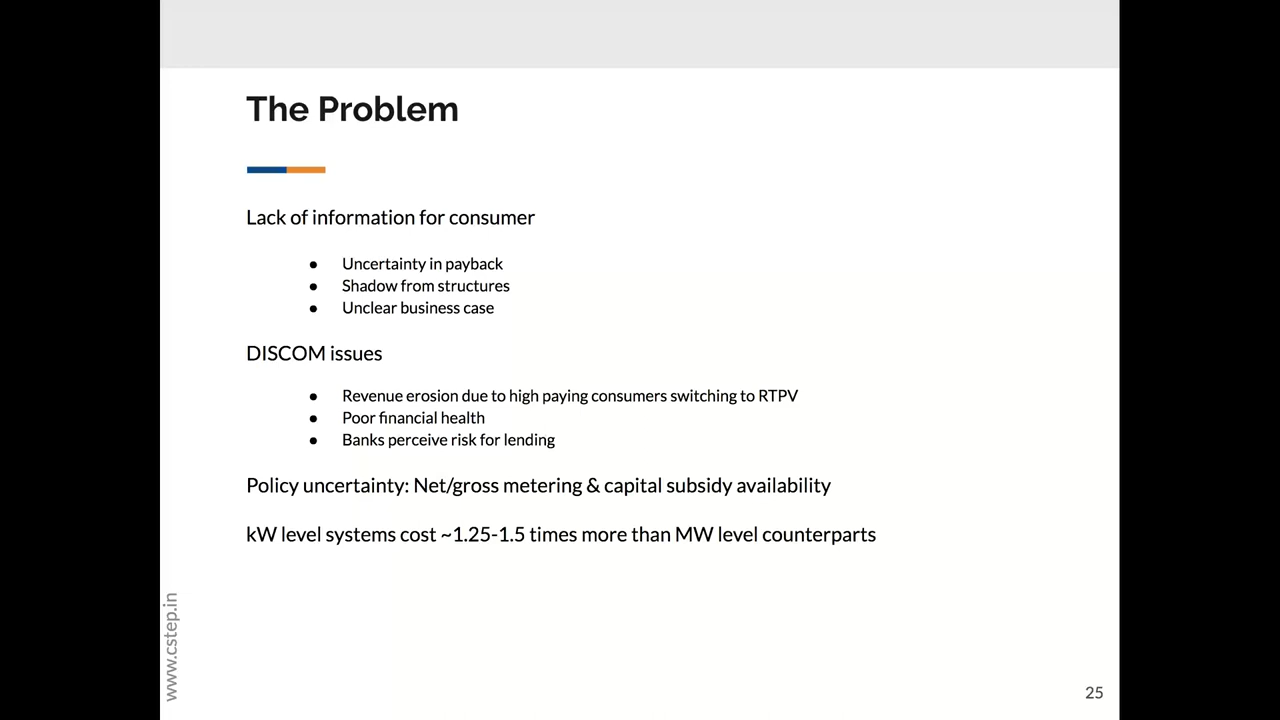 The Problem
Lack of information for consumer
● Uncertainty in payback
● Shadow from structures
● Unclear business case
DISCOM issues
● Revenue erosion due to high paying consumers switching to RTPV
● Poor financial health
● Banks perceive risk for lending
Policy uncertainty: Net/gross metering & capital subsidy availability
kW level systems cost ~1.25-1.5 times more than MW level counterparts
www.cstep.in
25